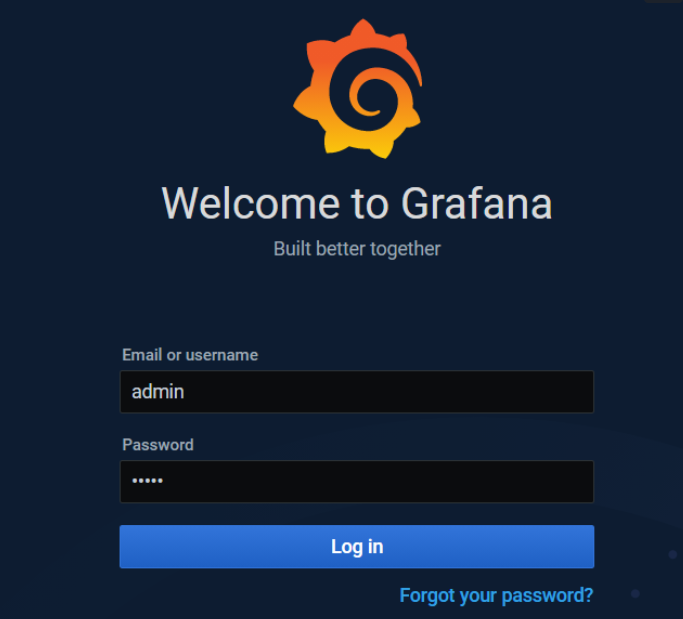 Welcome to Grafana
Built better together
Email or username
admin
Password
•••••
Log in
Forgot your password?